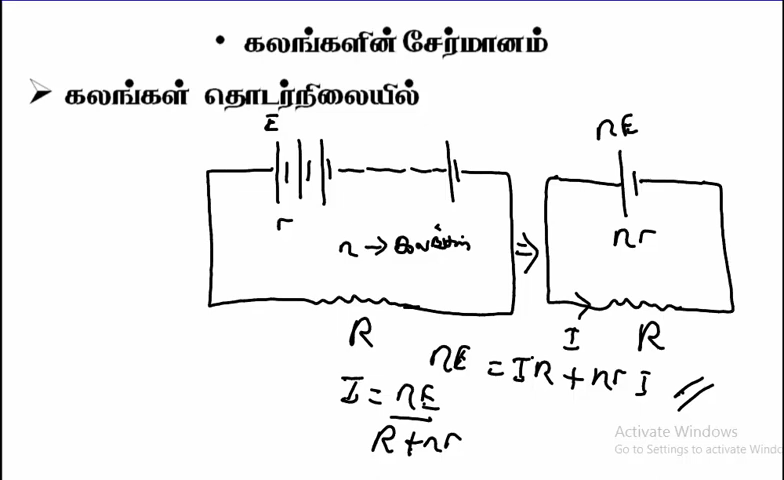 • கலங்களின் சேர்மானம்
➤ கலங்கள் தொடர்நிலையில்
E
nE
r
n → கலங்கள்
⇒
nr
R
I
R
nE = IR + nr I //
I = nE
R + nr
Activate Windows
Go to Settings to activate Windo